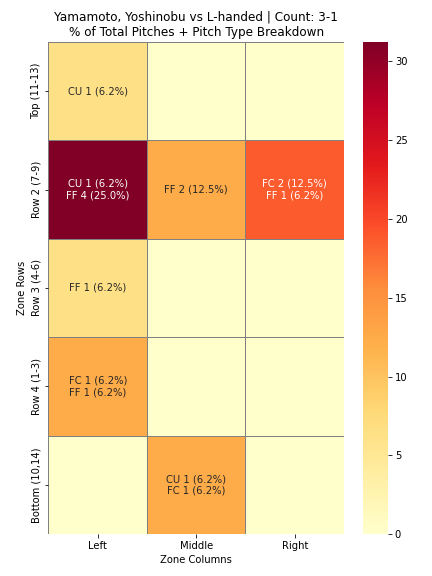 Yamamoto, Yoshinobu vs L-handed | Count: 3-1
% of Total Pitches + Pitch Type Breakdown
Zone Rows
Top (11-13)
CU 1 (6.2%)
Row 2 (7-9)
CU 1 (6.2%)
FF 4 (25.0%)
FF 2 (12.5%)
FC 2 (12.5%)
FF 1 (6.2%)
Row 3 (4-6)
FF 1 (6.2%)
Row 4 (1-3)
FC 1 (6.2%)
FF 1 (6.2%)
Bottom (10,14)
CU 1 (6.2%)
FC 1 (6.2%)
Left
Middle
Right
Zone Columns
30
25
20
15
10
5
0